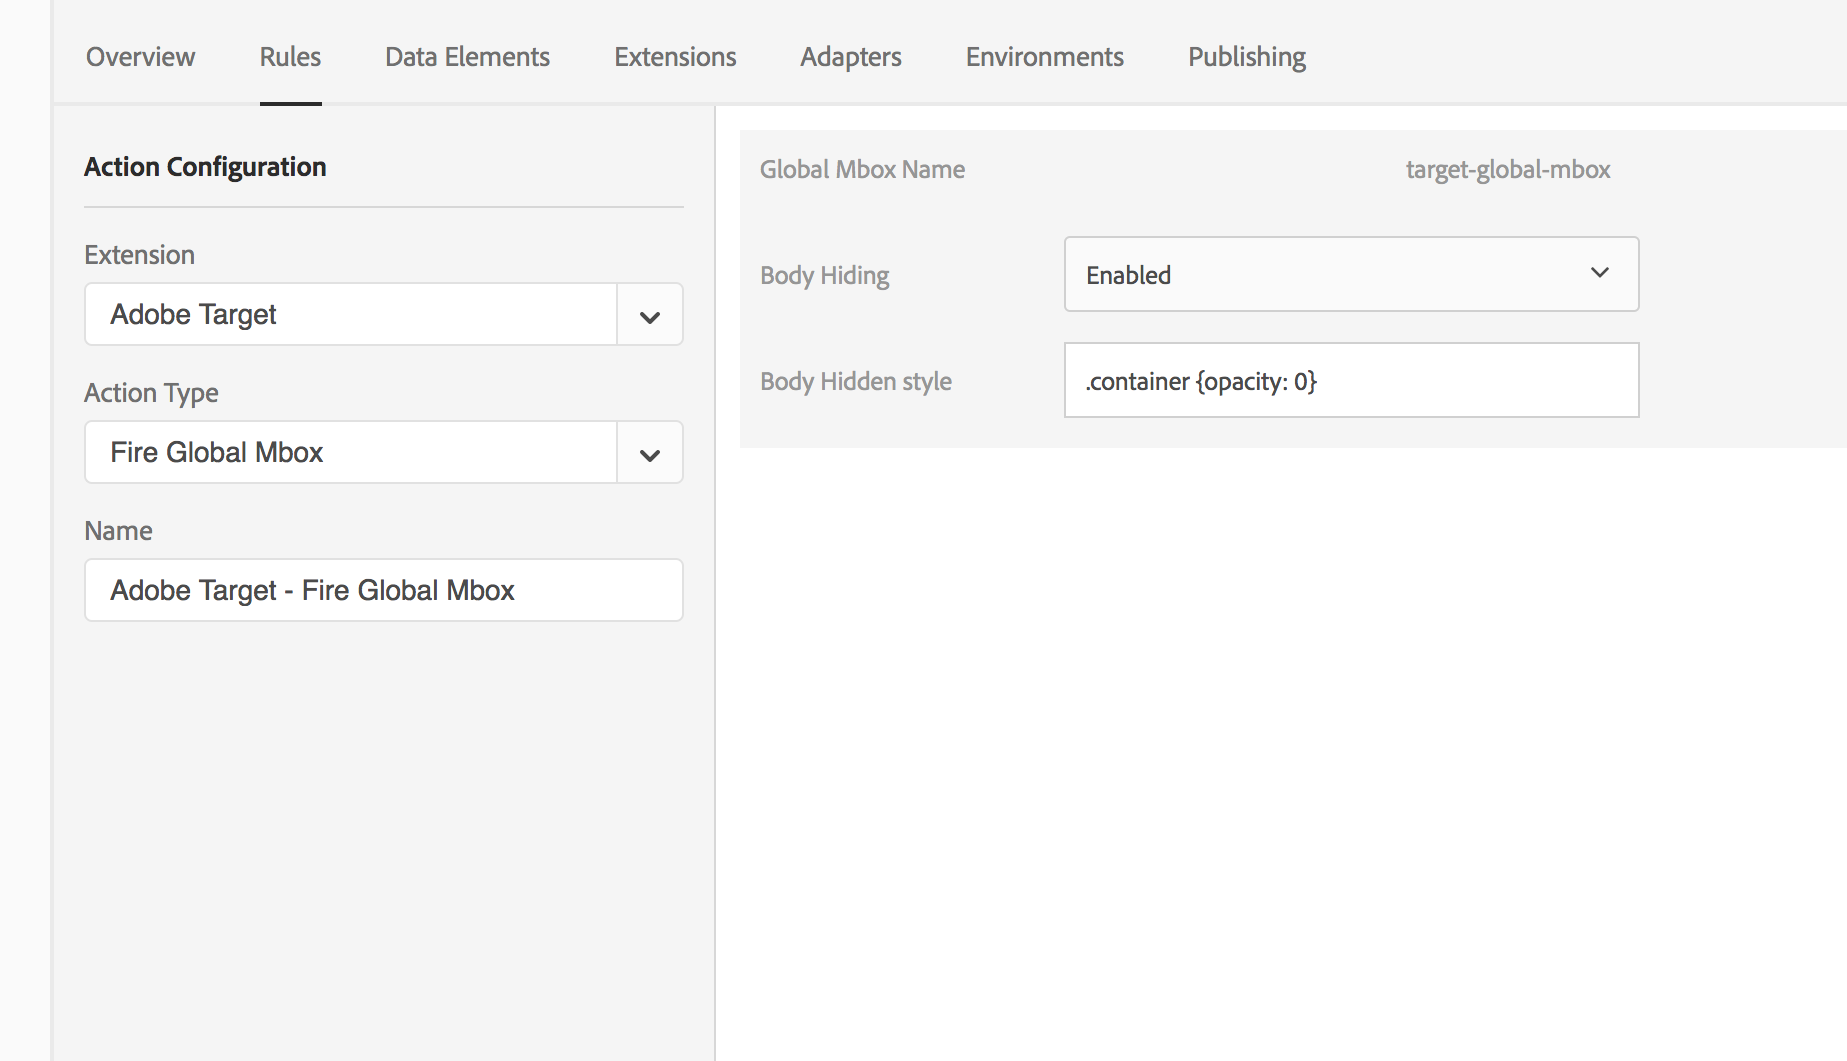 Overview Rules Data Elements Extensions Adapters Environments Publishing
Action Configuration
Extension
Adobe Target
Action Type
Fire Global Mbox
Name
Adobe Target - Fire Global Mbox
Global Mbox Name target-global-mbox
Body Hiding Enabled
Body Hidden style .container {opacity: 0}